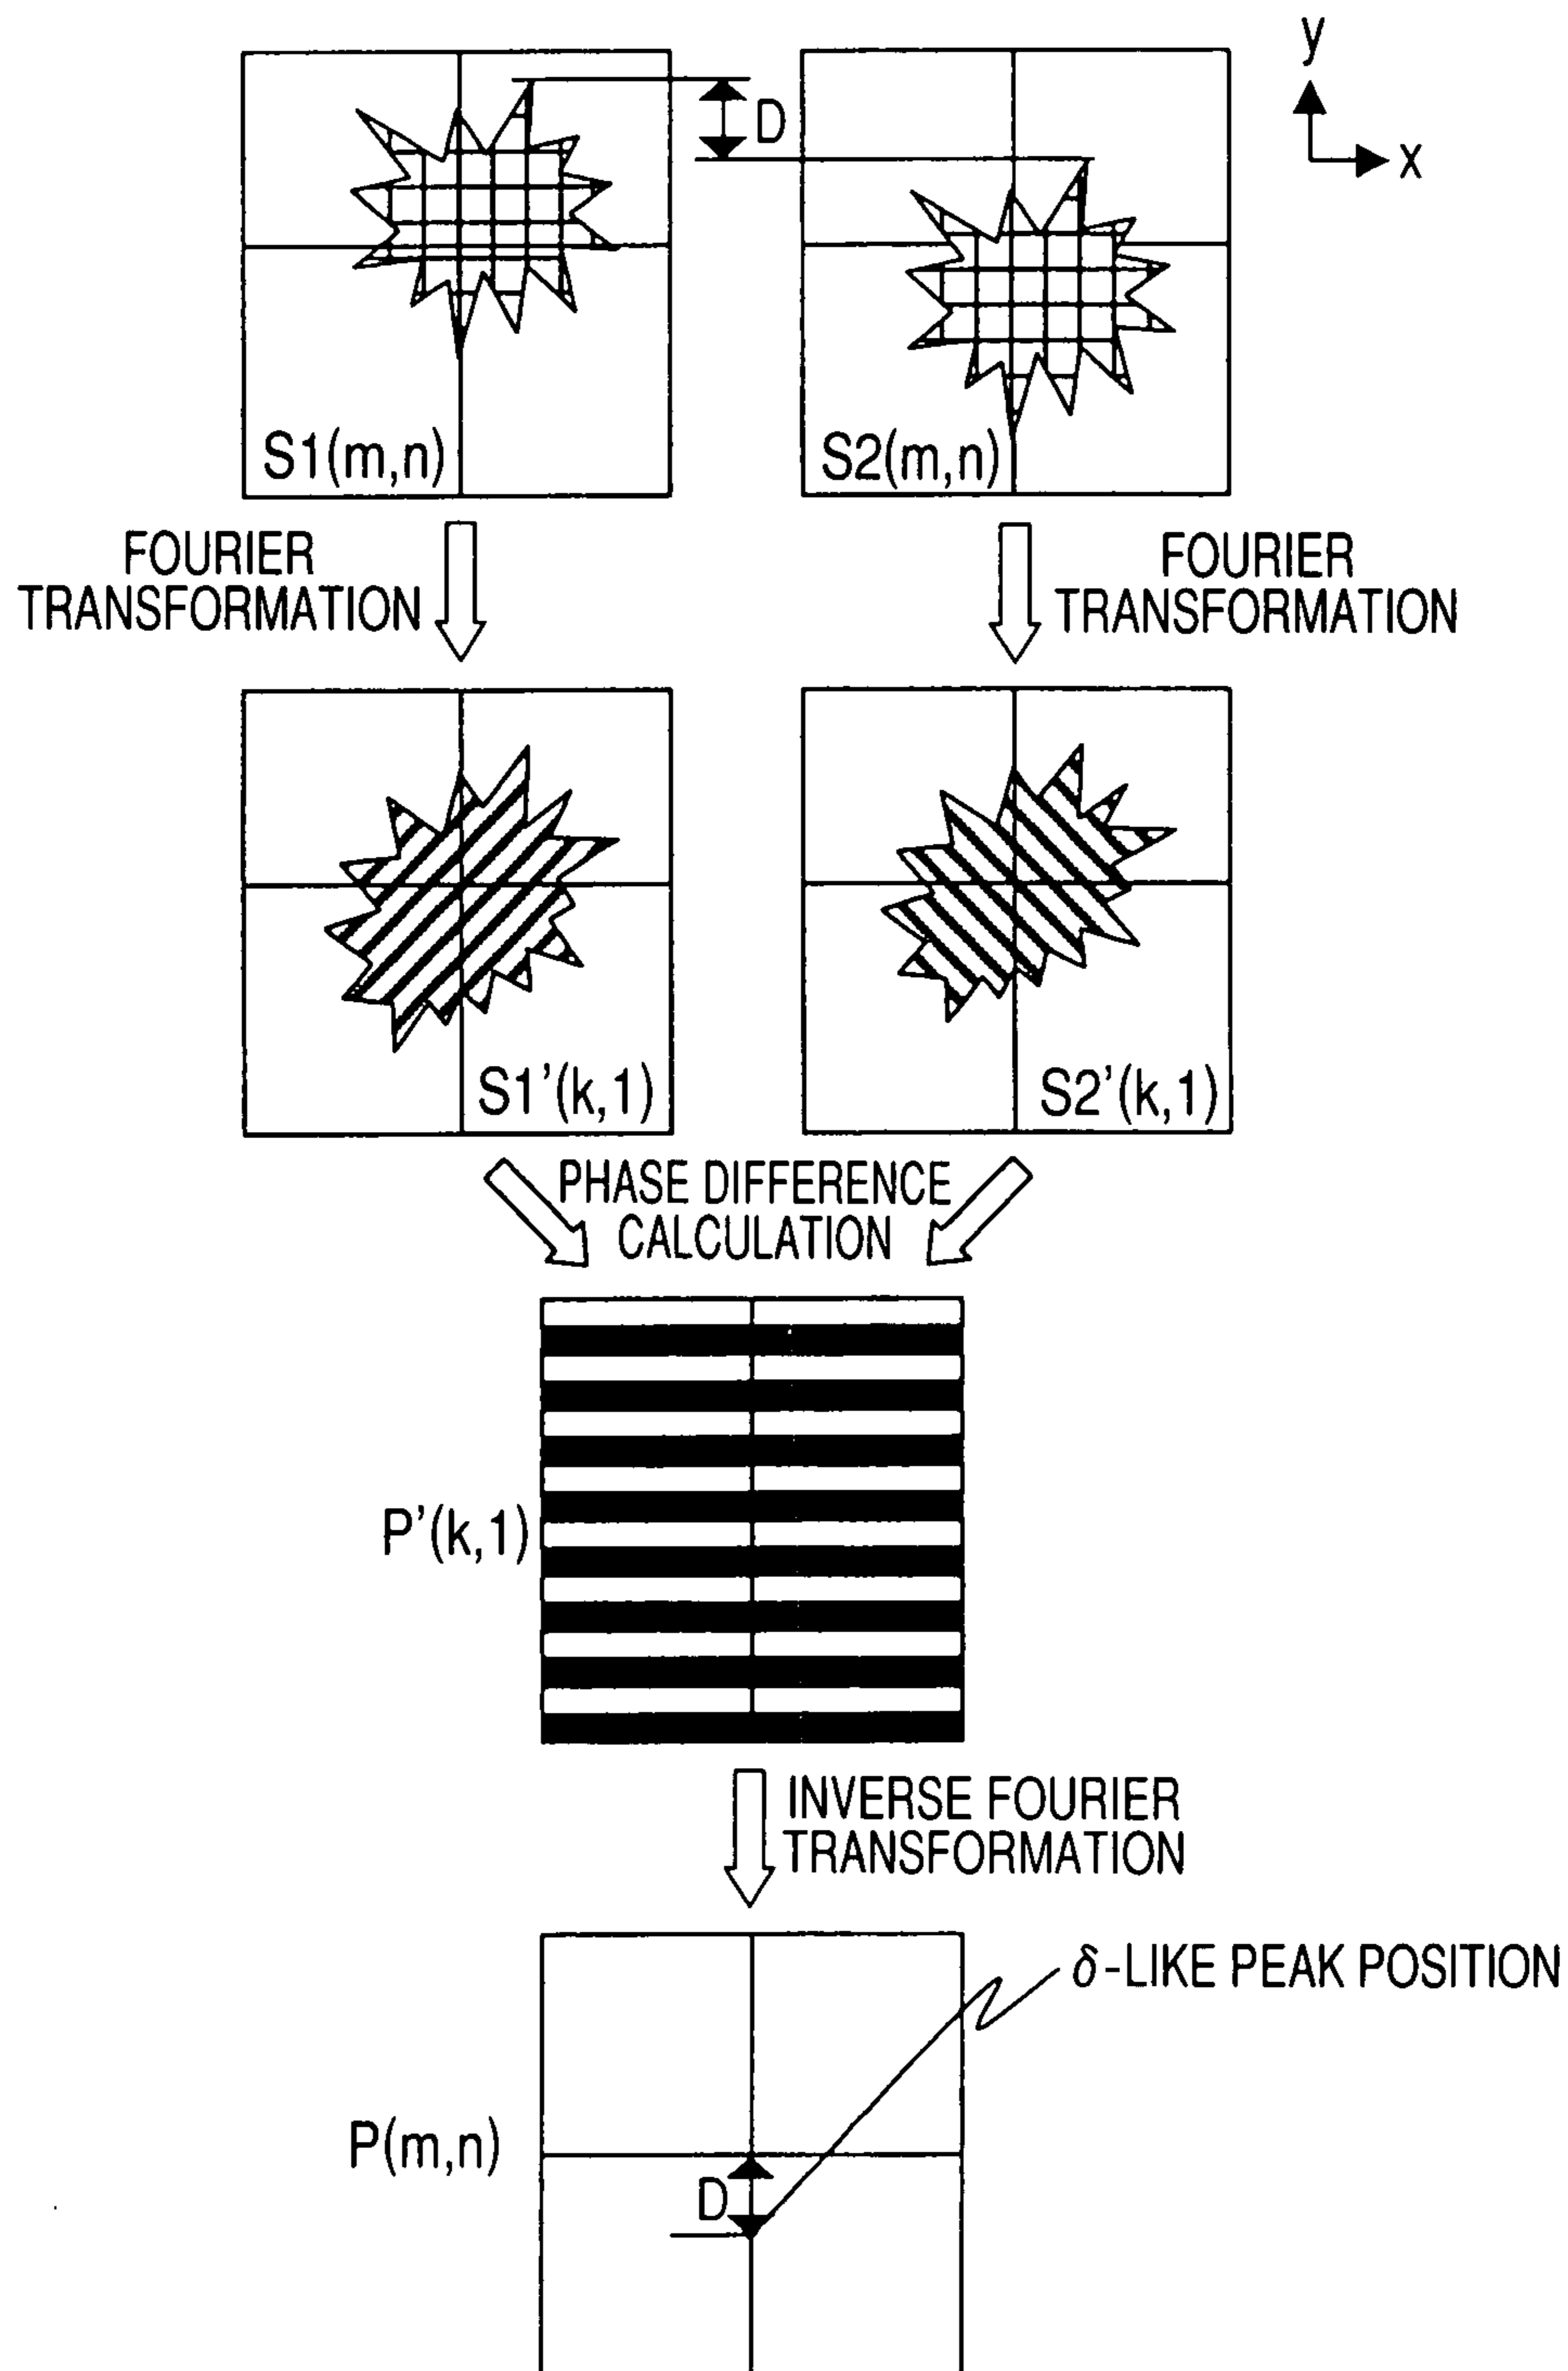 y
D
x
S1(m,n)
S2(m,n)
FOURIER
TRANSFORMATION
FOURIER
TRANSFORMATION
S1'(k,1)
S2'(k,1)
PHASE DIFFERENCE
CALCULATION
P'(k,1)
INVERSE FOURIER
TRANSFORMATION
δ-LIKE PEAK POSITION
P(m,n)
D